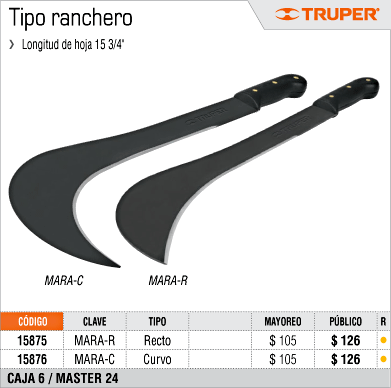 Tipo ranchero
TRUPER®
❯ Longitud de hoja 15 3/4"
MARA-C
MARA-R
CÓDIGO CLAVE TIPO MAYOREO PÚBLICO R
15875 MARA-R Recto $ 105 $ 126
15876 MARA-C Curvo $ 105 $ 126
CAJA 6 / MASTER 24